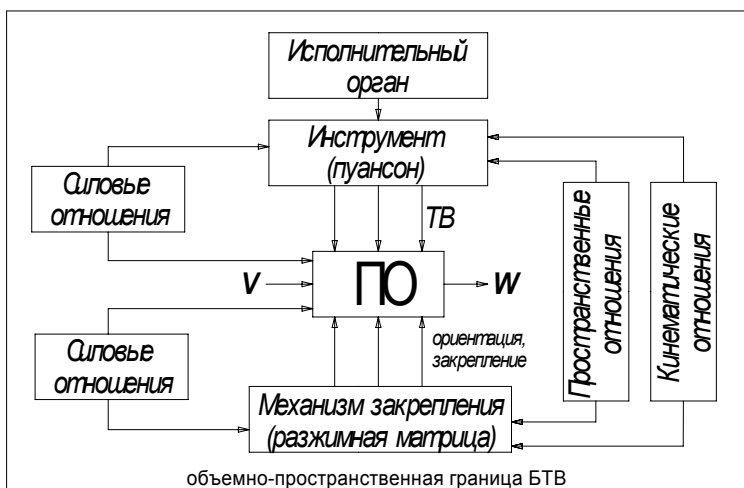 Исполнительный
орган
Инструмент
(пуансон)
Силовые
отношения
ТВ
V
ПО
W
ориентация,
закрепление
Силовые
отношения
Механизм закрепления
(разжимная матрица)
Пространственные
отношения
Кинематические
отношения
объемно-пространственная граница БТВ